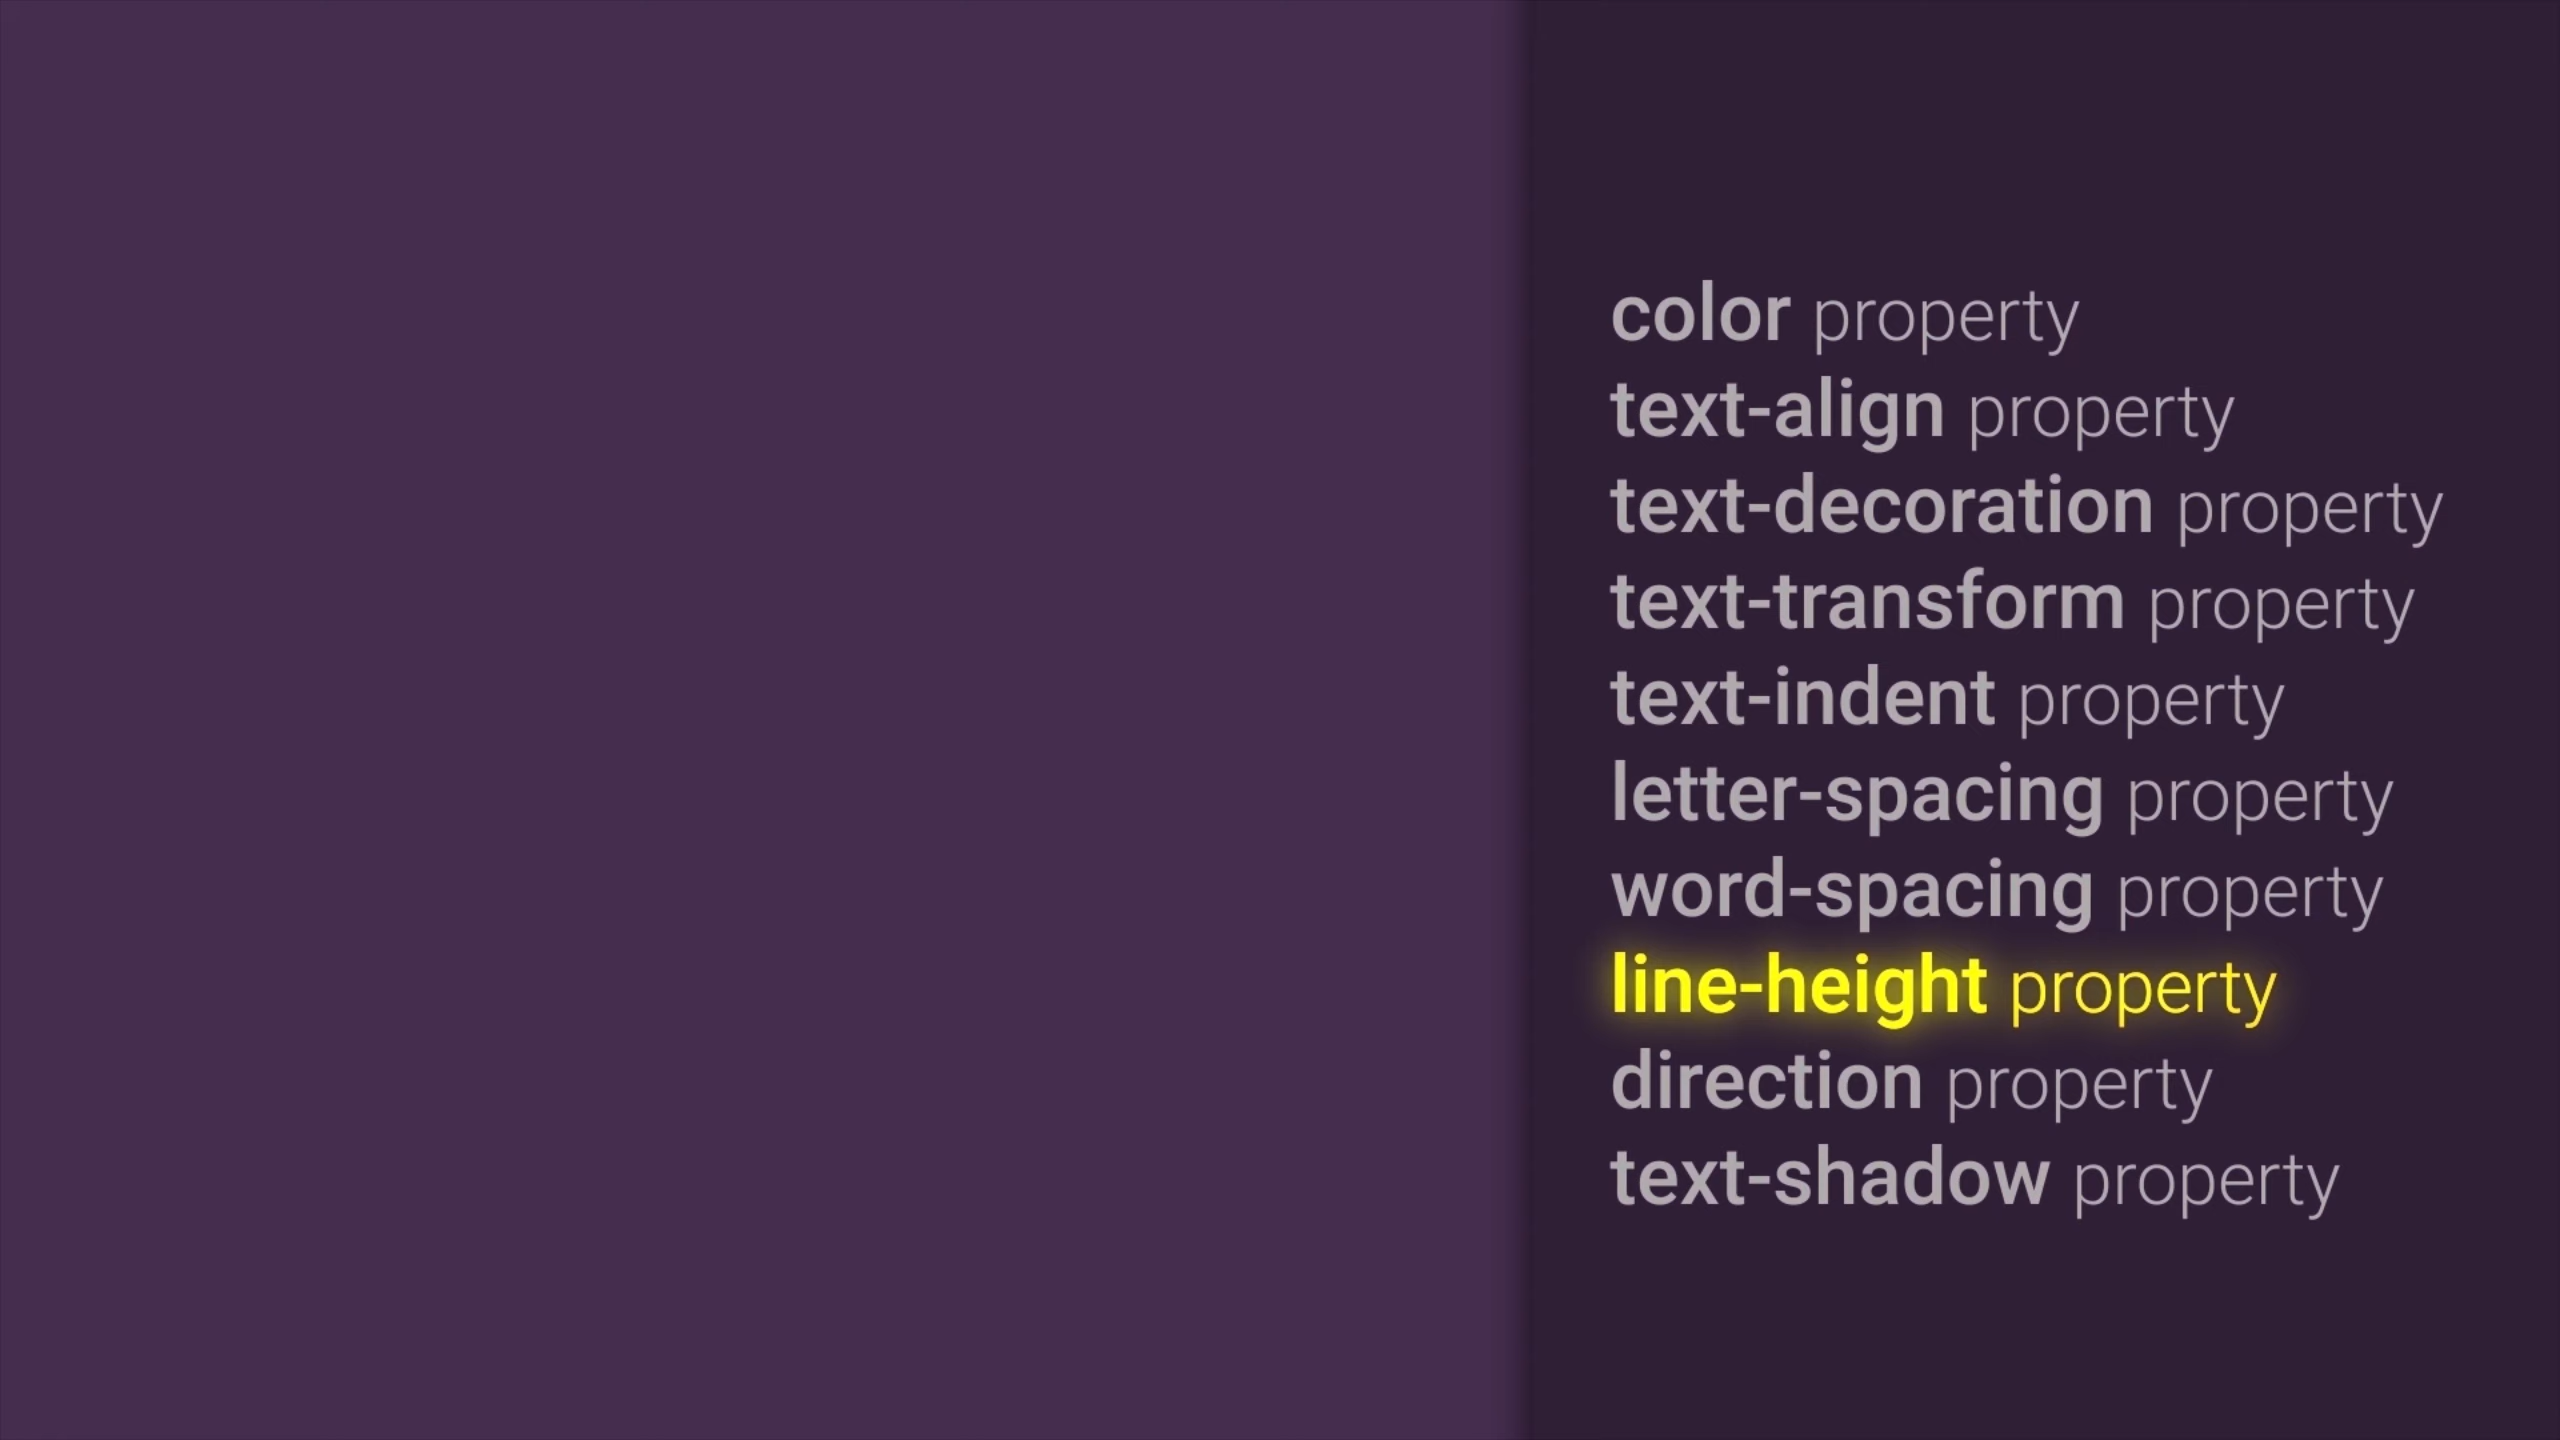 color property
text-align property
text-decoration property
text-transform property
text-indent property
letter-spacing property
word-spacing property
line-height property
direction property
text-shadow property